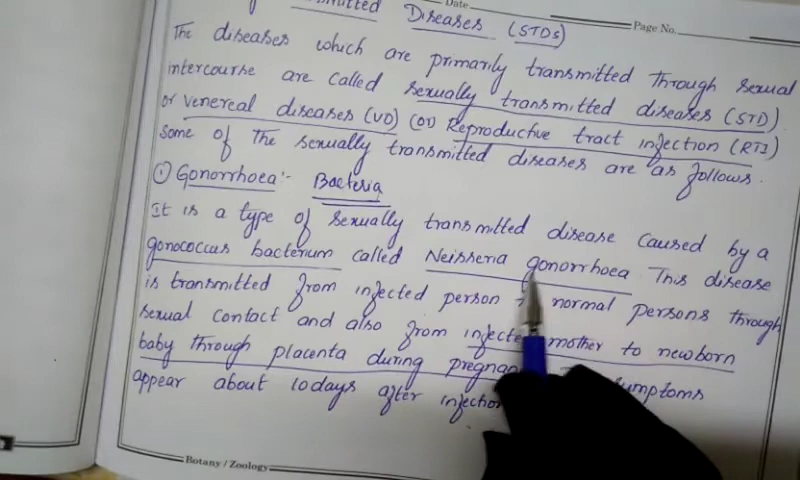 Date
Page No.
Diseases (STDs)
The diseases which are primarily transmitted through sexual
intercourse are called sexually transmitted diseases (STD)
or venereal diseases (VD) (or) Reproductive tract infection (RTI)
some of the sexually transmitted diseases are as follows.
① Gonorrhoea:- Bacteria
It is a type of sexually transmitted disease caused by a
gonococcus bacterium called Neisseria gonorrhoea This disease
is transmitted from infected person normal persons through
sexual contact and also from infected mother to newborn
baby through placenta during symptoms
appear about 10days after
Botany / Zoology